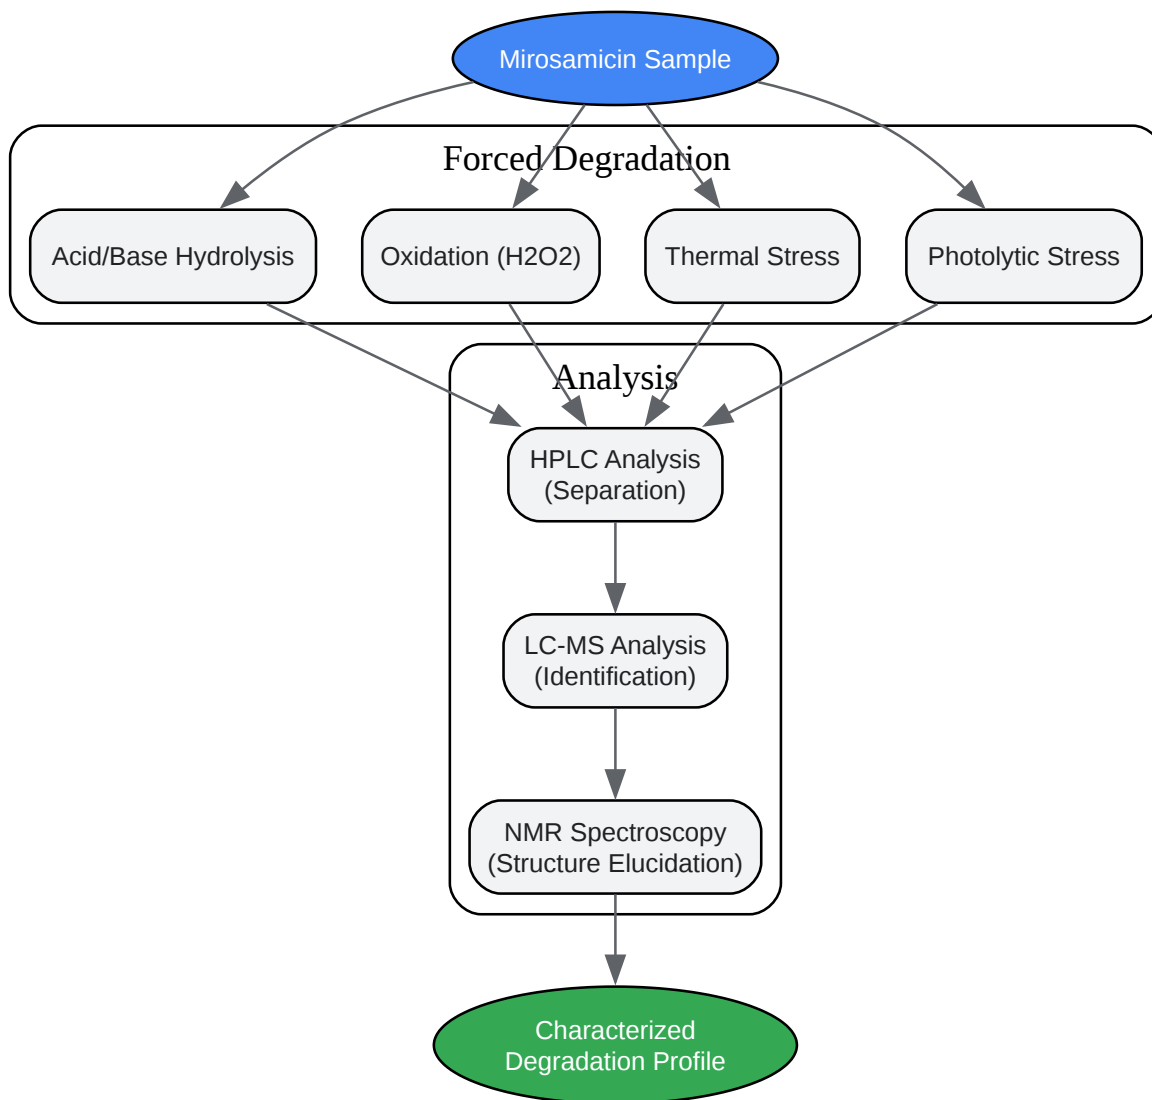 Mirosamicin Sample
Forced Degradation
Acid/Base Hydrolysis
Oxidation (H2O2)
Thermal Stress
Photolytic Stress
Analysis
HPLC Analysis
(Separation)
LC-MS Analysis
(Identification)
NMR Spectroscopy
(Structure Elucidation)
Characterized
Degradation Profile